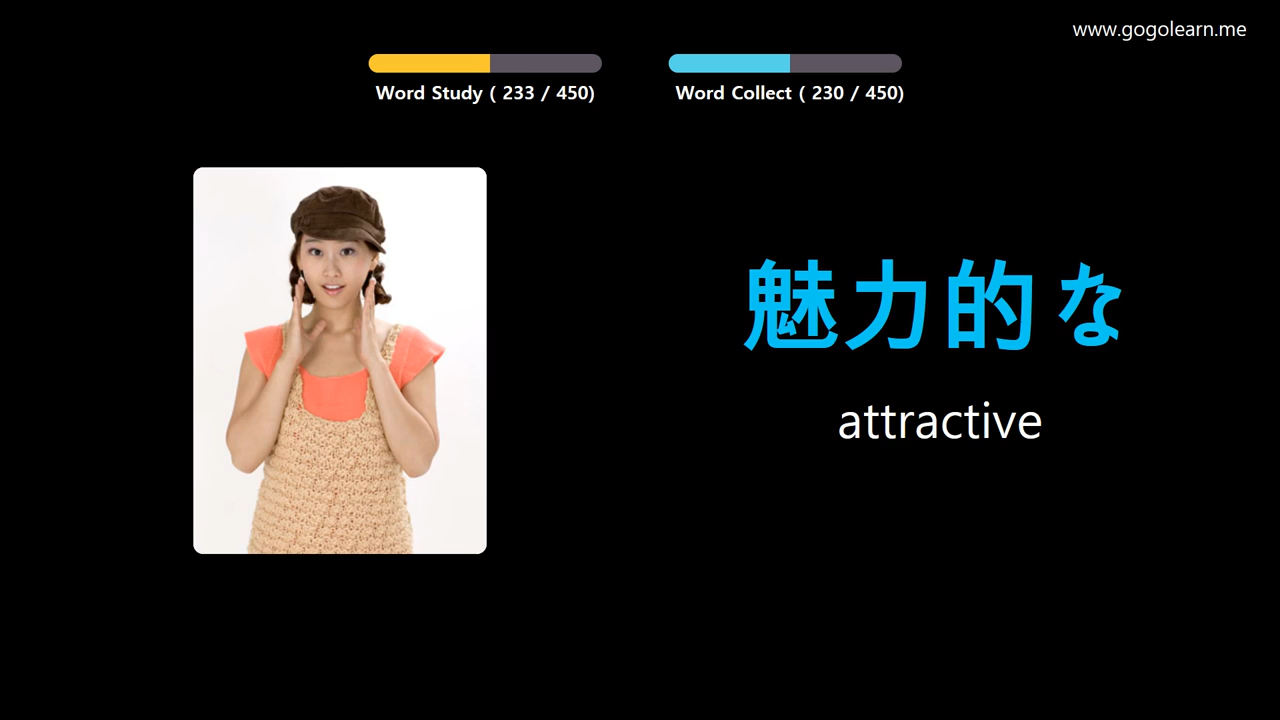 www.gogolearn.me
Word Study ( 233 / 450)
Word Collect ( 230 / 450)
魅力的な
attractive